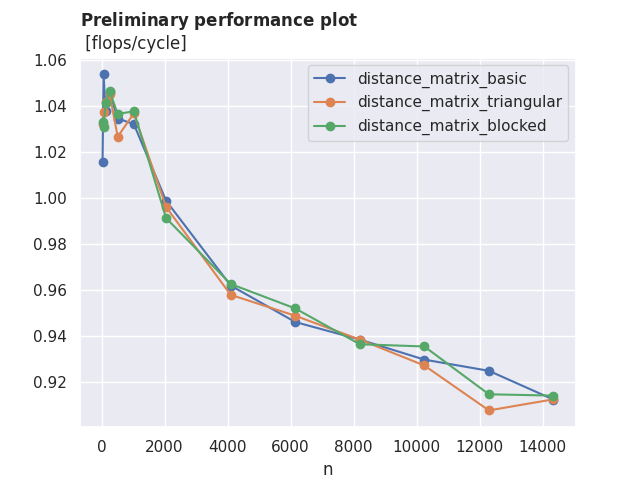 Preliminary performance plot
[flops/cycle]
distance_matrix_basic
distance_matrix_triangular
distance_matrix_blocked
1.06
1.04
1.02
1.00
0.98
0.96
0.94
0.92
0 2000 4000 6000 8000 10000 12000 14000
n